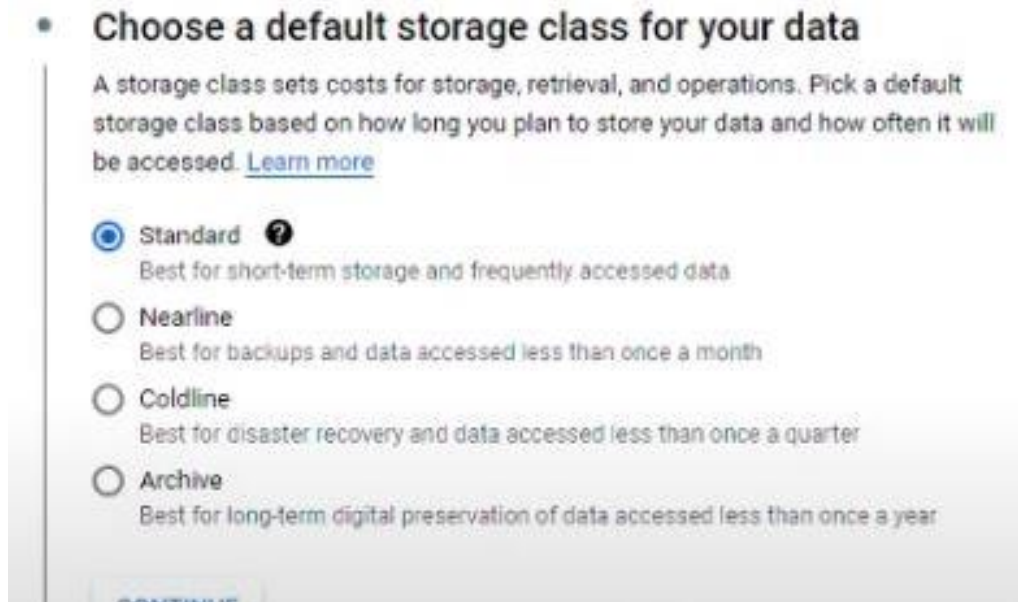 Choose a default storage class for your data
A storage class sets costs for storage, retrieval, and operations. Pick a default
storage class based on how long you plan to store your data and how often it will
be accessed. Learn more
Standard ?
Best for short-term storage and frequently accessed data
Nearline
Best for backups and data accessed less than once a month
Coldline
Best for disaster recovery and data accessed less than once a quarter
Archive
Best for long-term digital preservation of data accessed less than once a year
CONTINUE